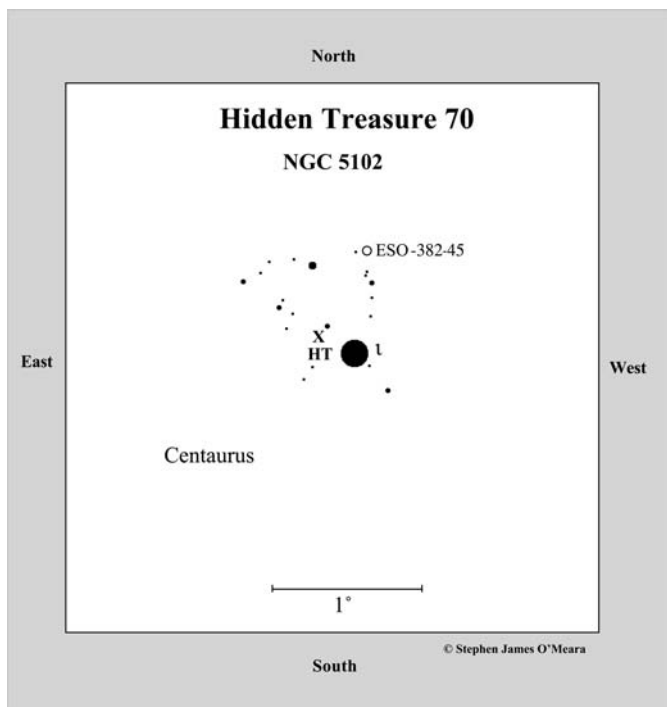 North
Hidden Treasure 70
NGC 5102
ESO-382-45
X
HT
ι
East
West
Centaurus
1°
© Stephen James O’Meara
South